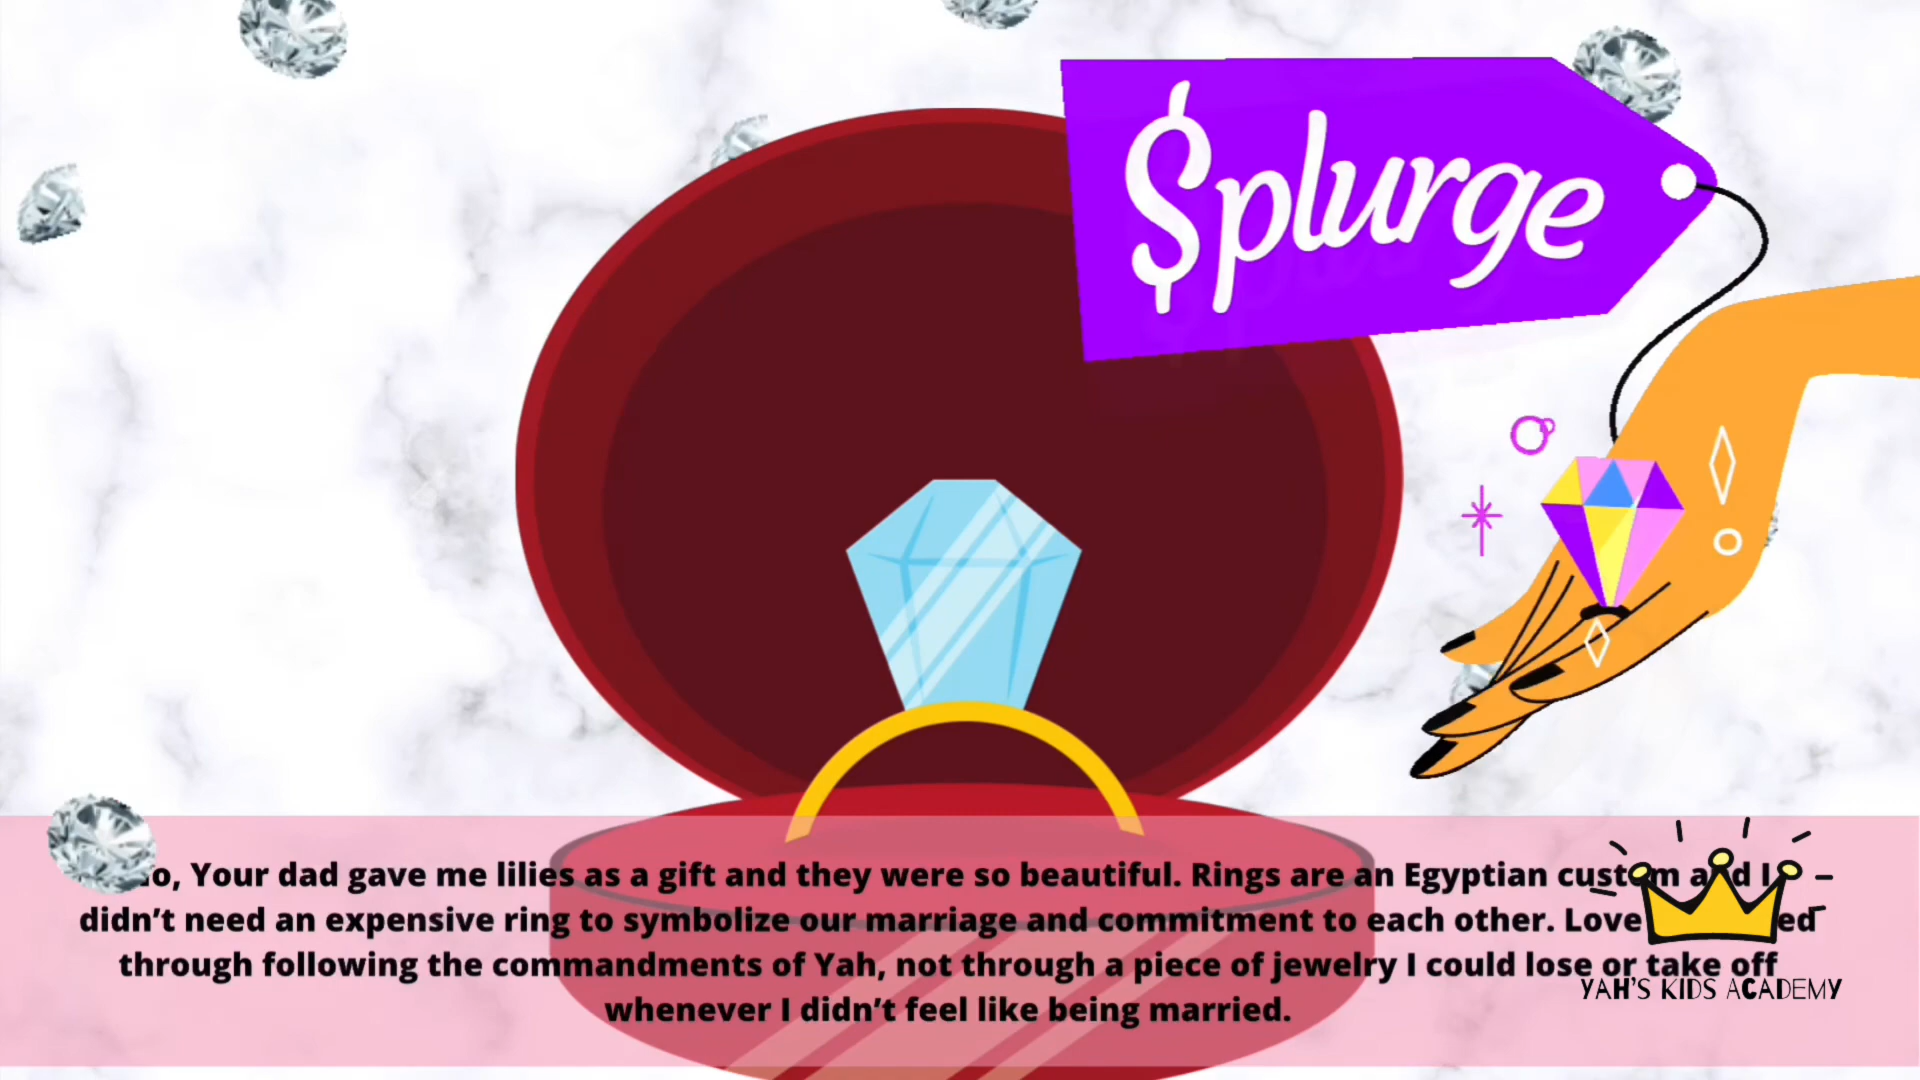 $plurge
Your dad gave me lilies as a gift and they were so beautiful. Rings are an Egyptian custom and I
didn’t need an expensive ring to symbolize our marriage and commitment to each other. Love
through following the commandments of Yah, not through a piece of jewelry I could lose or take off
whenever I didn’t feel like being married.
YAH'S KIDS ACADEMY